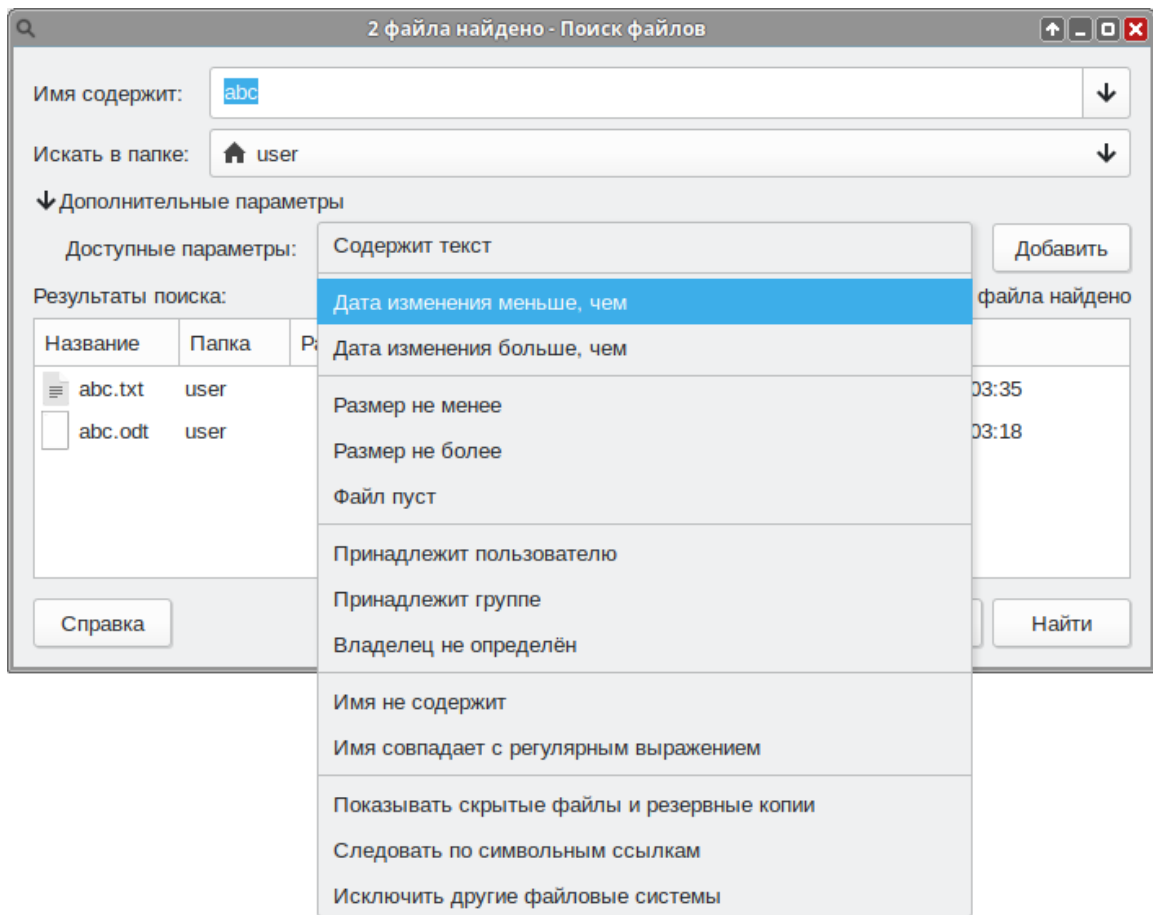 2 файла найдено - Поиск файлов
Имя содержит: abc
Искать в папке: user
Дополнительные параметры
Доступные параметры:
Содержит текст
Добавить
Результаты поиска:
Дата изменения меньше, чем
файла найдено
Название Папка
Дата изменения больше, чем
abc.txt user
03:35
Размер не менее
abc.odt user
03:18
Размер не более
Файл пуст
Принадлежит пользователю
Принадлежит группе
Справка
Найти
Владелец не определён
Имя не содержит
Имя совпадает с регулярным выражением
Показывать скрытые файлы и резервные копии
Следовать по символьным ссылкам
Исключить другие файловые системы